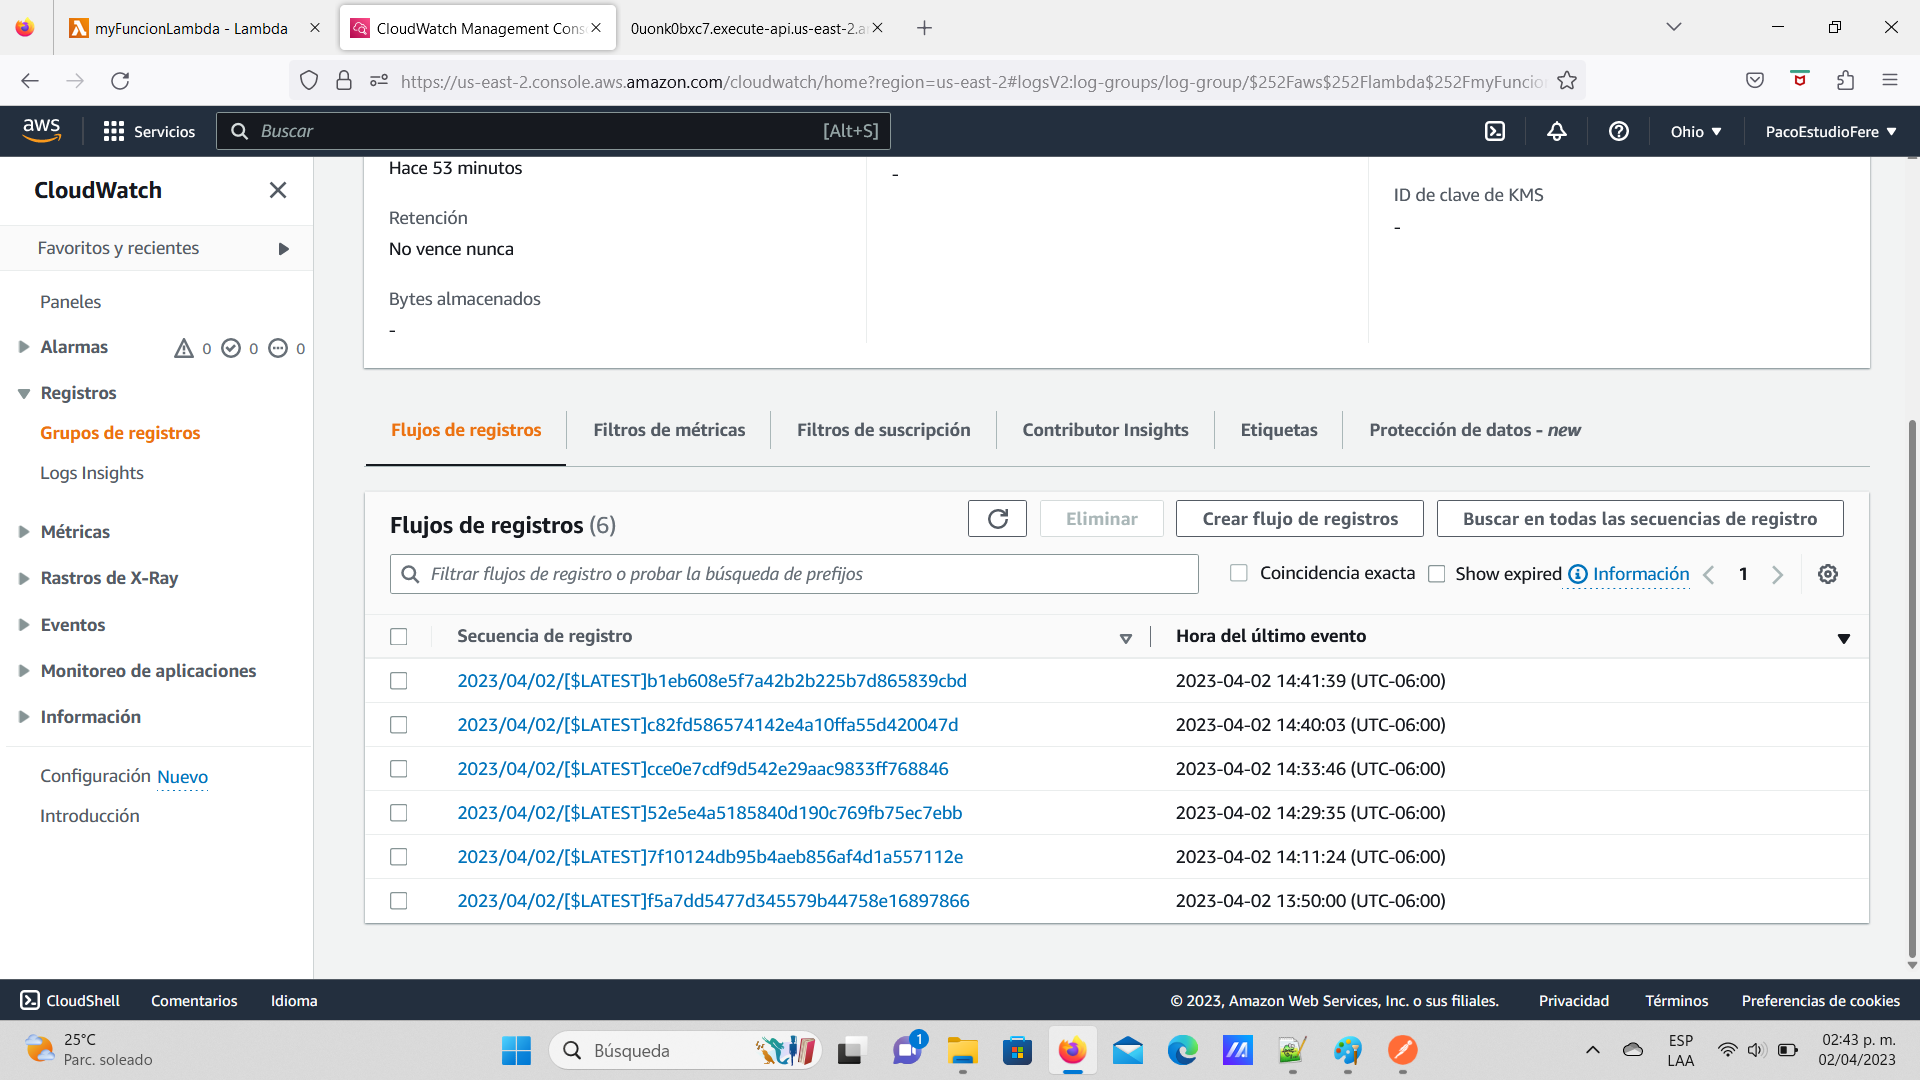 myFuncionLambda - Lambda
CloudWatch Management Cons
0uonk0bxc7.execute-api.us-east-2.a
https://us-east-2.console.aws.amazon.com/cloudwatch/home?region=us-east-2#logsV2:log-groups/log-group/$252Faws$252Flambda$252FmyFuncio
aws
Servicios
Buscar
[Alt+S]
Ohio ▼
PacoEstudioFere ▼
CloudWatch
Favoritos y recientes
Paneles
Alarmas 0 0 0
Registros
Grupos de registros
Logs Insights
Métricas
Rastros de X-Ray
Eventos
Monitoreo de aplicaciones
Información
Configuración Nuevo
Introducción
Hace 53 minutos
Retención
No vence nunca
Bytes almacenados
-
-
ID de clave de KMS
-
Flujos de registros
Filtros de métricas
Filtros de suscripción
Contributor Insights
Etiquetas
Protección de datos - new
Flujos de registros (6)
Eliminar
Crear flujo de registros
Buscar en todas las secuencias de registro
Filtrar flujos de registro o probar la búsqueda de prefijos
Coincidencia exacta
Show expired
Información
1
Secuencia de registro
Hora del último evento
2023/04/02/[$LATEST]b1eb608e5f7a42b2b225b7d865839cbd 2023-04-02 14:41:39 (UTC-06:00)
2023/04/02/[$LATEST]c82fd586574142e4a10ffa55d420047d 2023-04-02 14:40:03 (UTC-06:00)
2023/04/02/[$LATEST]cce0e7cdf9d542e29aac9833ff768846 2023-04-02 14:33:46 (UTC-06:00)
2023/04/02/[$LATEST]52e5e4a5185840d190c769fb75ec7ebb 2023-04-02 14:29:35 (UTC-06:00)
2023/04/02/[$LATEST]7f10124db95b4aeb856af4d1a557112e 2023-04-02 14:11:24 (UTC-06:00)
2023/04/02/[$LATEST]f5a7dd5477d345579b44758e16897866 2023-04-02 13:50:00 (UTC-06:00)
CloudShell
Comentarios
Idioma
© 2023, Amazon Web Services, Inc. o sus filiales.
Privacidad
Términos
Preferencias de cookies
25°C
Parc. soleado
Búsqueda
1
ESP
LAA
02:43 p. m.
02/04/2023